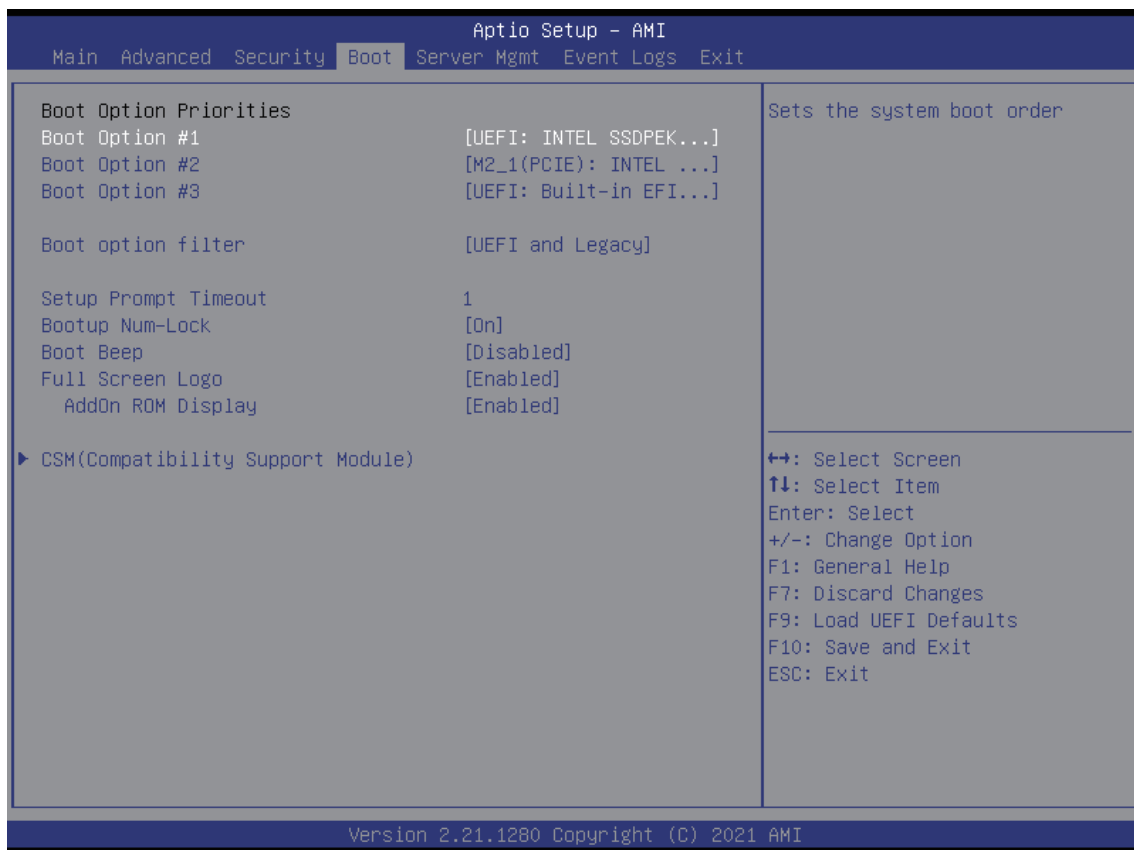 Aptio Setup – AMI
Main Advanced Security Boot Server Mgmt Event Logs Exit
Boot Option Priorities
Boot Option #1 [UEFI: INTEL SSDPEK...]
Boot Option #2 [M2_1(PCIE): INTEL ...]
Boot Option #3 [UEFI: Built-in EFI...]
Boot option filter [UEFI and Legacy]
Setup Prompt Timeout 1
Bootup Num-Lock [On]
Boot Beep [Disabled]
Full Screen Logo [Enabled]
AddOn ROM Display [Enabled]
▶ CSM(Compatibility Support Module)
Sets the system boot order
←→: Select Screen
↑↓: Select Item
Enter: Select
+/-: Change Option
F1: General Help
F7: Discard Changes
F9: Load UEFI Defaults
F10: Save and Exit
ESC: Exit
Version 2.21.1280 Copyright (C) 2021 AMI